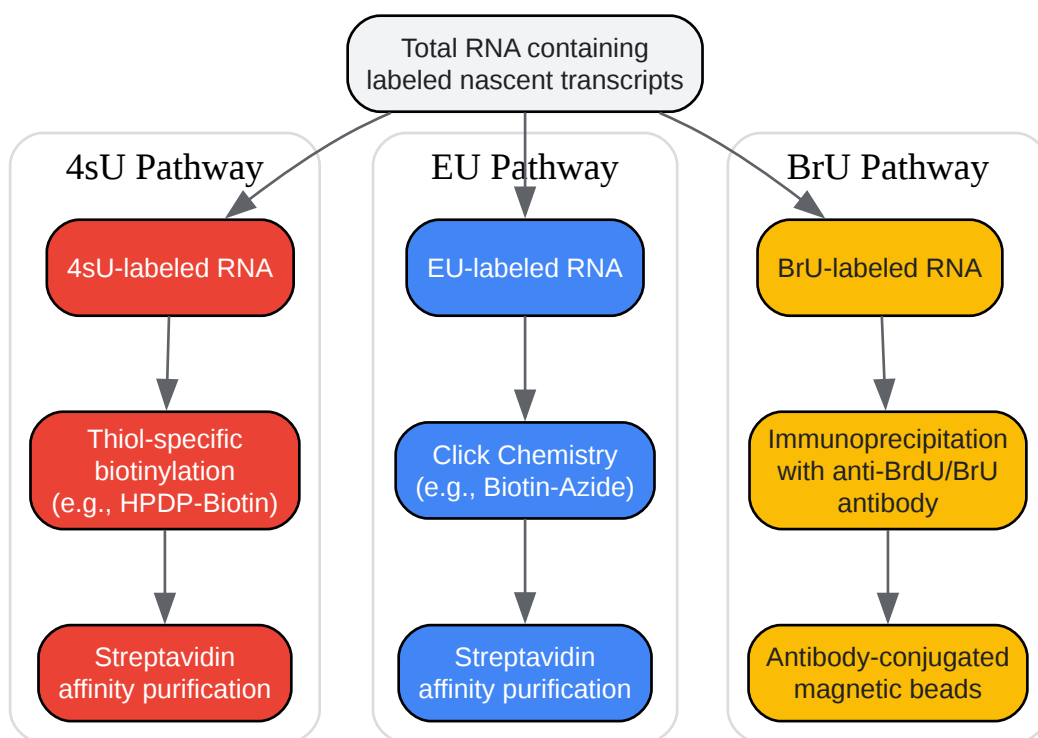 Total RNA containing
labeled nascent transcripts
4sU Pathway
4sU-labeled RNA
Thiol-specific
biotinylation
(e.g., HPDP-Biotin)
Streptavidin
affinity purification
EU Pathway
EU-labeled RNA
Click Chemistry
(e.g., Biotin-Azide)
Streptavidin
affinity purification
BrU Pathway
BrU-labeled RNA
Immunoprecipitation
with anti-BrdU/BrU
antibody
Antibody-conjugated
magnetic beads